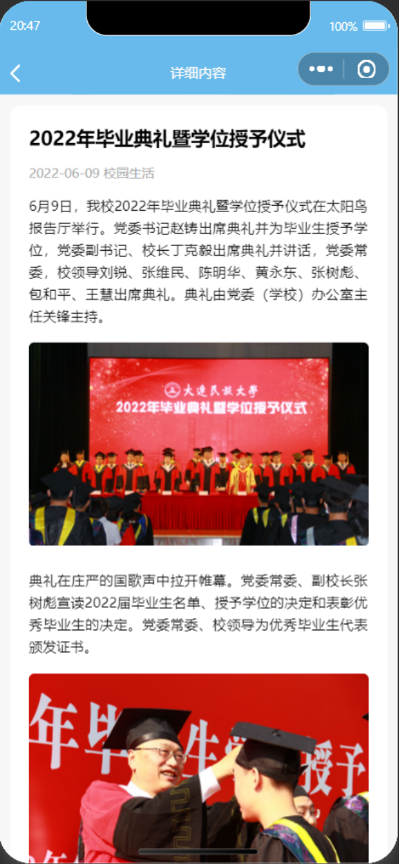 20:47
100%
详细内容
2022年毕业典礼暨学位授予仪式
2022-06-09 校园生活
6月9日，我校2022年毕业典礼暨学位授予仪式在太阳鸟
报告厅举行。党委书记赵铸出席典礼并为毕业生授予学
位，党委副书记、校长丁克毅出席典礼并讲话，党委常
委，校领导刘锐、张维民、陈明华、黄永东、张树彪、
包和平、王慧出席典礼。典礼由党委（学校）办公室主
任关锋主持。
大连民族大学
2022年毕业典礼暨学位授予仪式
典礼在庄严的国歌声中拉开帷幕。党委常委、副校长张
树彪宣读2022届毕业生名单、授予学位的决定和表彰优
秀毕业生的决定。党委常委、校领导为优秀毕业生代表
颁发证书。
年毕 生 授予